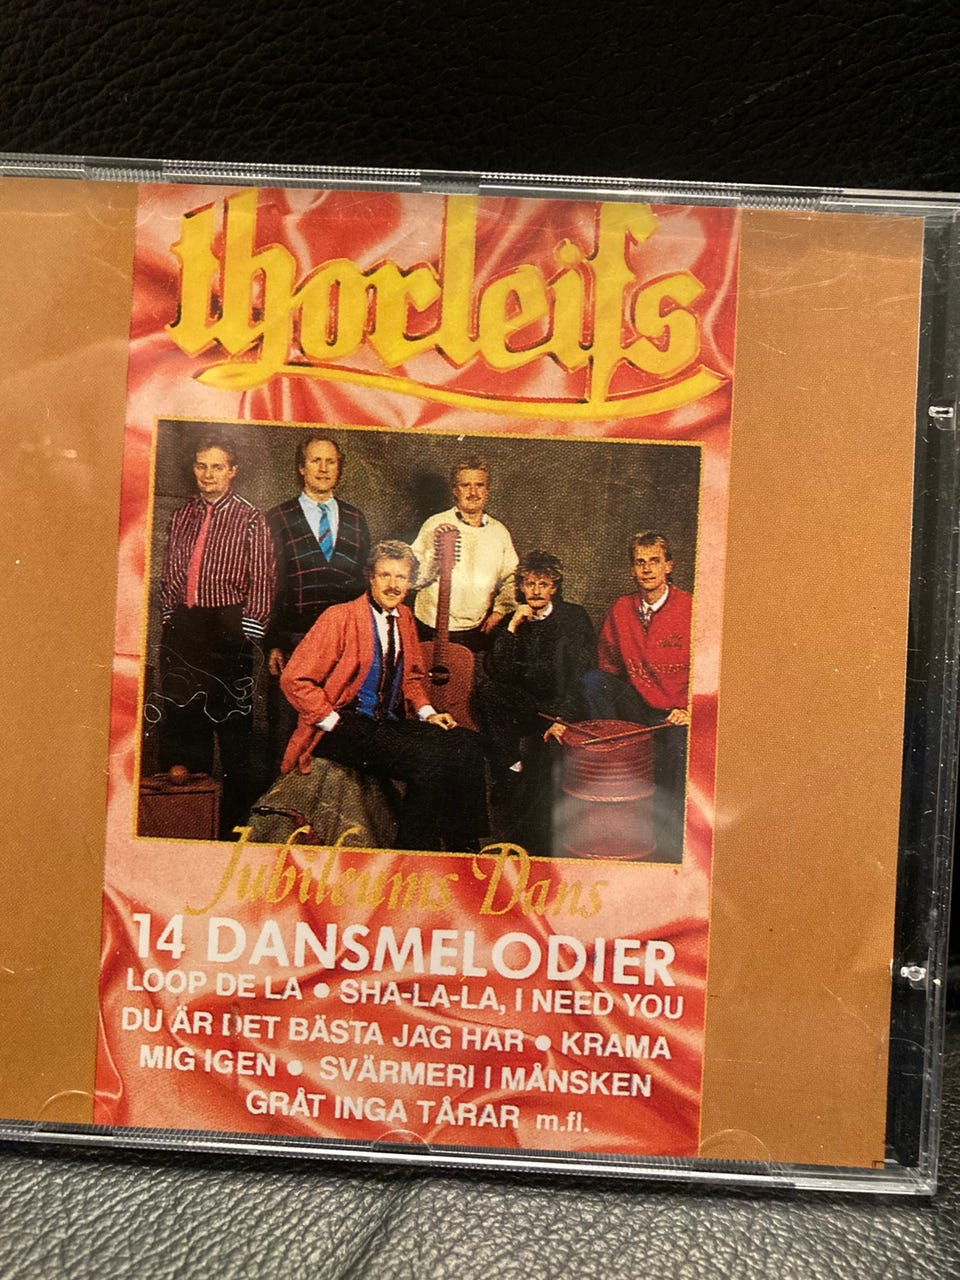 thorleifs
Jubileums Dans
14 DANSMELODIER
LOOP DE LA • SHA-LA-LA, I NEED YOU
DU ÄR DET BÄSTA JAG HAR • KRAMA
MIG IGEN • SVÄRMERI I MÅNSKEN
GRÅT INGA TÅRAR m.fl.